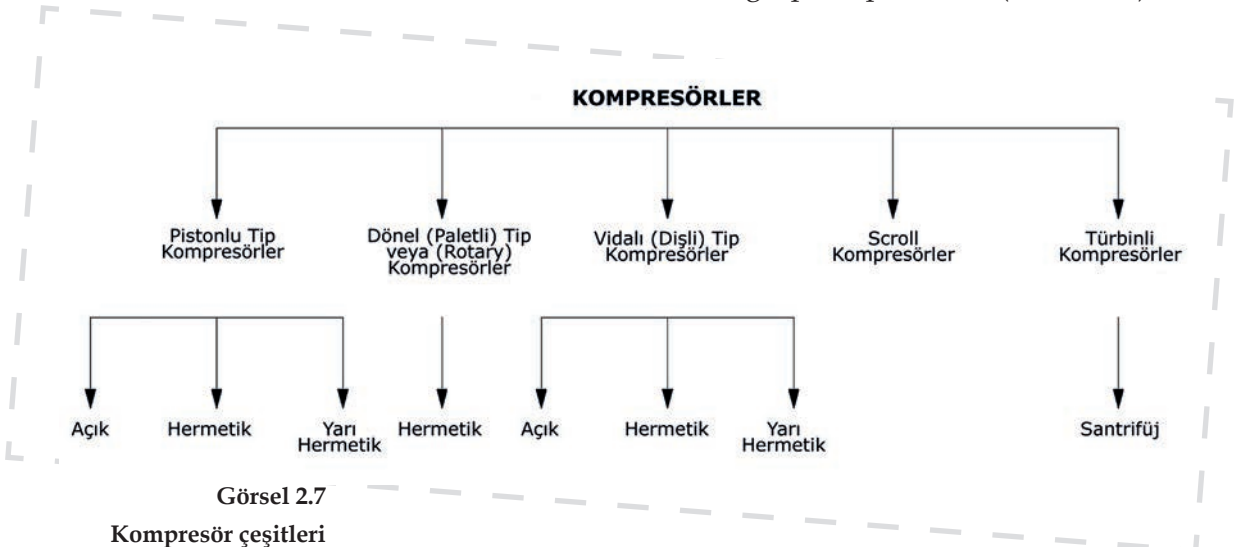 KOMPRESÖRLER
Pistonlu Tip
Kompresörler
Dönel (Paletli) Tip
veya (Rotary)
Kompresörler
Vidalı (Dişli) Tip
Kompresörler
Scroll
Kompresörler
Türbinli
Kompresörler
Açık
Hermetik
Yarı
Hermetik
Hermetik
Açık
Hermetik
Yarı
Hermetik
Santrifüj
Görsel 2.7
Kompresör çeşitleri